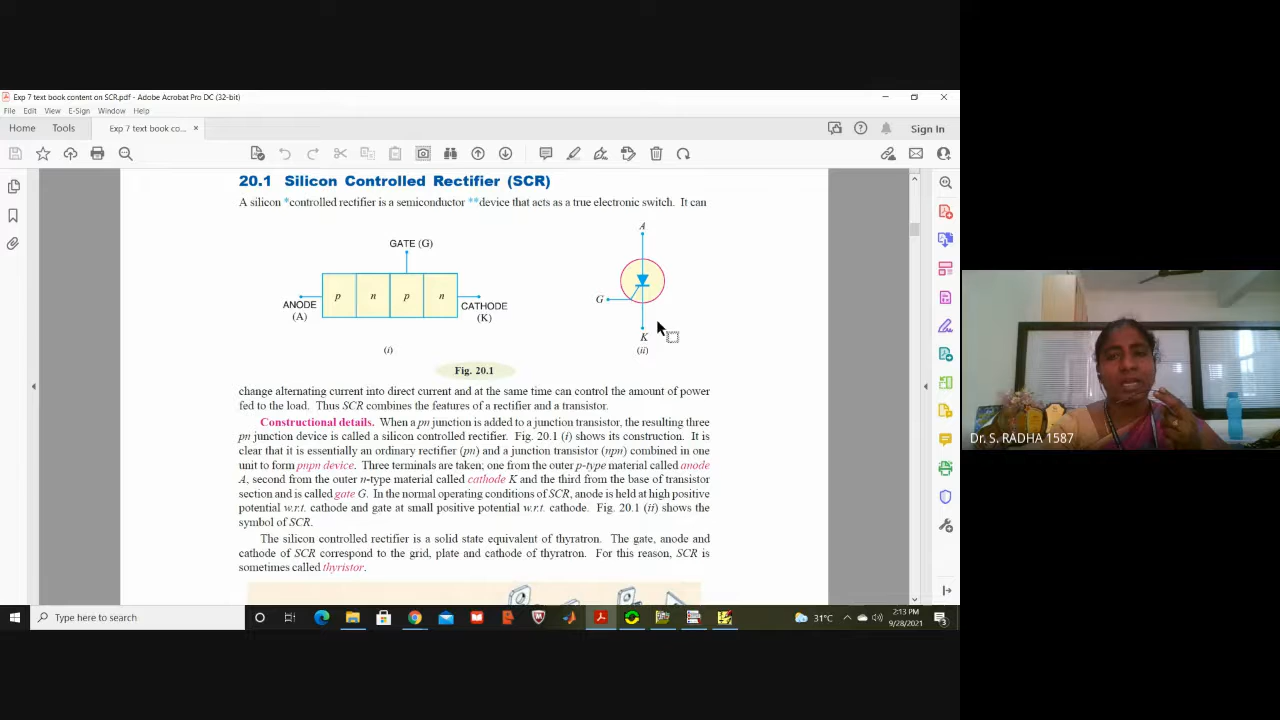 Exp 7 text book content on SCR.pdf - Adobe Acrobat Pro DC (32-bit)
File Edit View E-Sign Window Help
Home Tools Exp 7 text book co... × Sign In
20.1 Silicon Controlled Rectifier (SCR)
A silicon *controlled rectifier is a semiconductor **device that acts as a true electronic switch. It can
GATE (G)
p n p n
ANODE
(A)
CATHODE
(K)
(i)
A
G
K
(ii)
Fig. 20.1
change alternating current into direct current and at the same time can control the amount of power
fed to the load. Thus SCR combines the features of a rectifier and a transistor.
Constructional details. When a pn junction is added to a junction transistor, the resulting three
pn junction device is called a silicon controlled rectifier. Fig. 20.1 (i) shows its construction. It is
clear that it is essentially an ordinary rectifier (pn) and a junction transistor (npn) combined in one
unit to form pnpn device. Three terminals are taken; one from the outer p-type material called anode
A, second from the outer n-type material called cathode K and the third from the base of transistor
section and is called gate G. In the normal operating conditions of SCR, anode is held at high positive
potential w.r.t. cathode and gate at small positive potential w.r.t. cathode. Fig. 20.1 (ii) shows the
symbol of SCR.
The silicon controlled rectifier is a solid state equivalent of thyratron. The gate, anode and
cathode of SCR correspond to the grid, plate and cathode of thyratron. For this reason, SCR is
sometimes called thyristor.
Dr. S. RADHA 1587
Type here to search
31°C
2:13 PM
9/28/2021
3